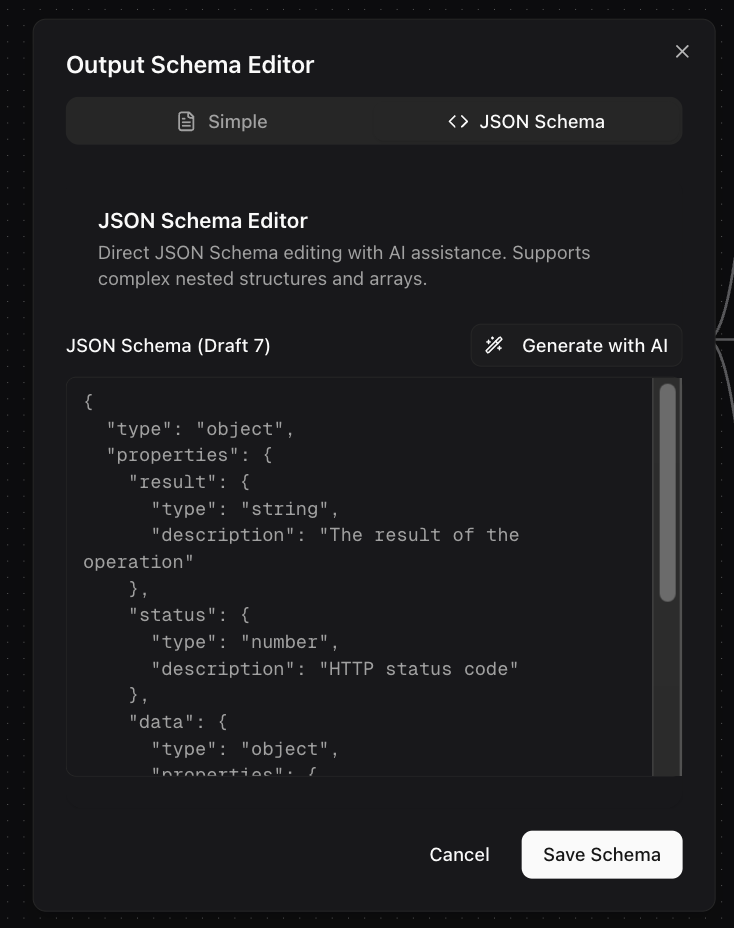 Output Schema Editor
Simple
JSON Schema
JSON Schema Editor
Direct JSON Schema editing with AI assistance. Supports
complex nested structures and arrays.
JSON Schema (Draft 7)
Generate with AI
{
  "type": "object",
  "properties": {
    "result": {
      "type": "string",
      "description": "The result of the
operation"
    },
    "status": {
      "type": "number",
      "description": "HTTP status code"
    },
    "data": {
      "type": "object",
      "properties": {
Cancel
Save Schema